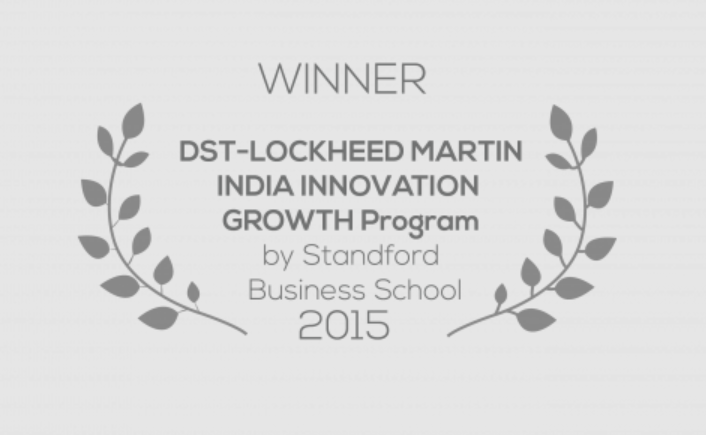 WINNER
DST-LOCKHEED MARTIN
INDIA INNOVATION
GROWTH Program
by Standford
Business School
2015